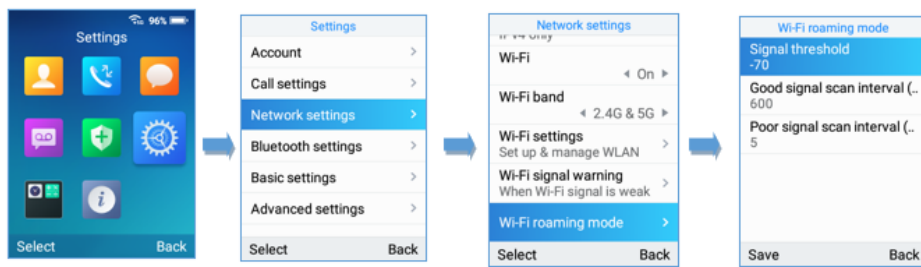 96%
Settings
Select
Back
Settings
Account
Call settings
Network settings
Bluetooth settings
Basic settings
Advanced settings
Select
Back
Network settings
Wi-Fi
On
Wi-Fi band
2.4G & 5G
Wi-Fi settings
Set up & manage WLAN
Wi-Fi signal warning
When Wi-Fi signal is weak
Wi-Fi roaming mode
Select
Back
Wi-Fi roaming mode
Signal threshold
-70
Good signal scan interval (..
600
Poor signal scan interval (..
5
Save
Back